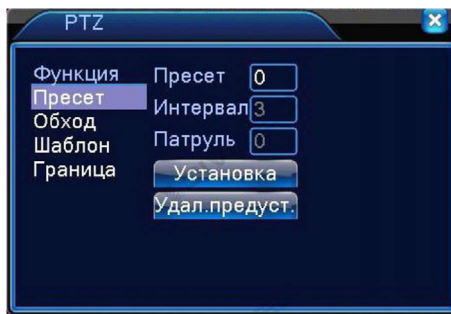 PTZ
Функция
Пресет
Обход
Шаблон
Граница
Пресет 0
Интервал 3
Патруль 0
Установка
Удал.предуст.